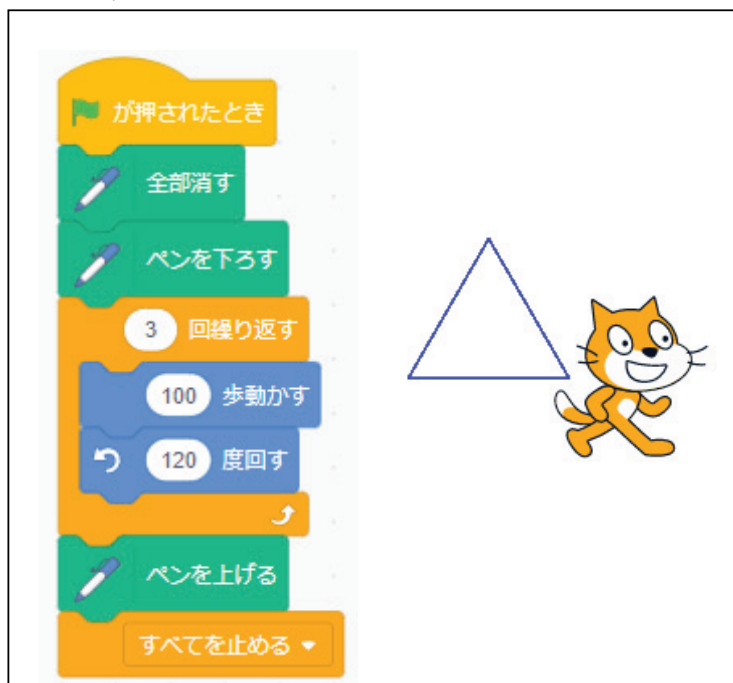 が押されたとき
全部消す
ペンを下ろす
3 回繰り返す
100 歩動かす
120 度回す
ペンを上げる
すべてを止める